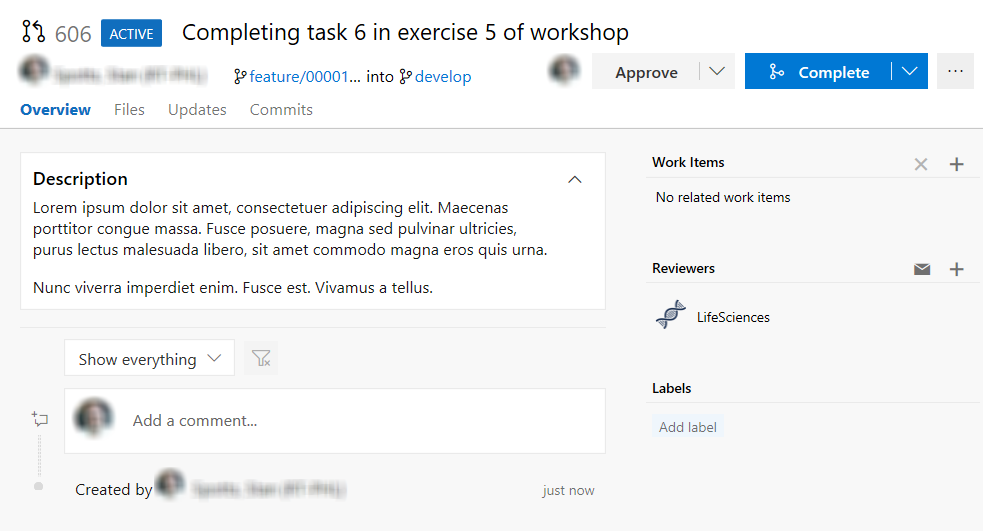 606 ACTIVE Completing task 6 in exercise 5 of workshop
feature/00001... into develop Approve Complete ...
Overview Files Updates Commits
Description
Lorem ipsum dolor sit amet, consectetuer adipiscing elit. Maecenas
porttitor congue massa. Fusce posuere, magna sed pulvinar ultricies,
purus lectus malesuada libero, sit amet commodo magna eros quis urna.
Nunc viverra imperdiet enim. Fusce est. Vivamus a tellus.
Show everything
Add a comment...
Created by
just now
Work Items
No related work items
Reviewers
LifeSciences
Labels
Add label